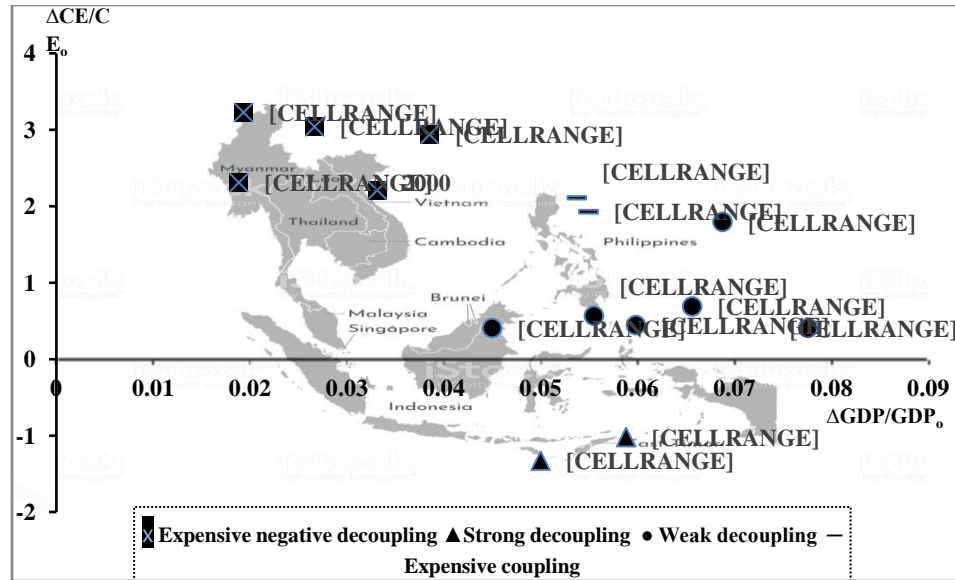 ΔCE/C
Eₒ
4
3
2
1
0
-1
-2
0 0.01 0.02 0.03 0.04 0.05 0.06 0.07 0.08 0.09
ΔGDP/GDPₒ
[CELLRANGE]
[CELLRANGE]
[CELLRANGE]
[CELLRANGE]
2000
[CELLRANGE]
[CELLRANGE]
[CELLRANGE]
[CELLRANGE]
[CELLRANGE]
[CELLRANGE]
[CELLRANGE]
[CELLRANGE]
[CELLRANGE]
[CELLRANGE]
Myanmar
Vietnam
Thailand
Cambodia
Philippines
Brunei
Malaysia
Singapore
Indonesia
iStock
Expensive negative decoupling Strong decoupling Weak decoupling
Expensive coupling